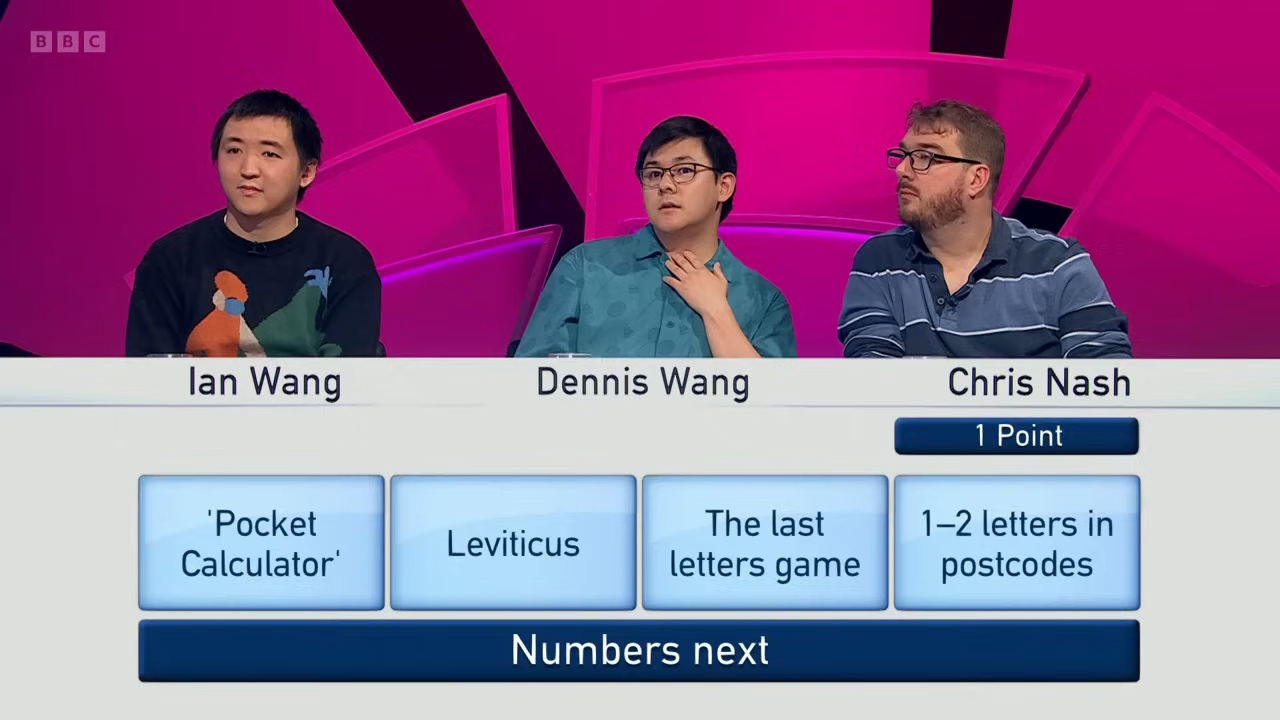 BBC
Ian Wang
Dennis Wang
Chris Nash
1 Point
'Pocket
Calculator'
Leviticus
The last
letters game
1–2 letters in
postcodes
Numbers next